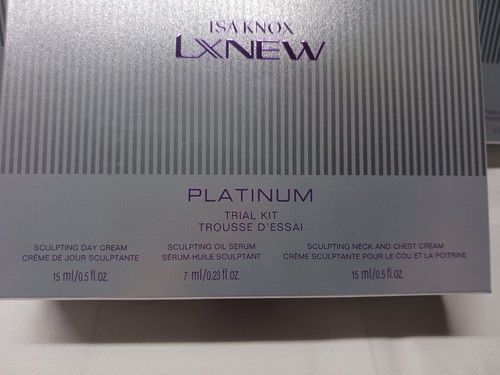 ISA KNOX
LXNEW
PLATINUM
TRIAL KIT
TROUSSE D'ESSAI
SCULPTING DAY CREAM
CRÈME DE JOUR SCULPTANTE
15 ml/0.5 fl.oz.
SCULPTING OIL SERUM
SÉRUM-HUILE SCULPTANT
7 ml/0.23 fl.oz.
SCULPTING NECK AND CHEST CREAM
CRÈME SCULPTANTE POUR LE COU ET LA POITRINE
15 ml/0.5 fl.oz.